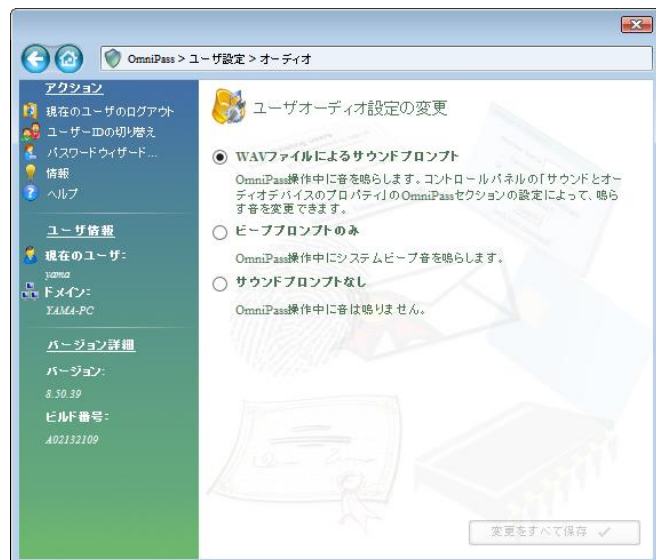 OmniPass > ユーザ設定 > オーディオ
アクション
現在のユーザのログアウト
ユーザーIDの切り替え
パスワードウィザード...
情報
ヘルプ
ユーザ情報
現在のユーザ:
yama
ドメイン:
YAMA-PC
バージョン詳細
バージョン:
8.50.39
ビルド番号:
A02132109
ユーザオーディオ設定の変更
WAVファイルによるサウンドプロンプト
OmniPass操作中に音を鳴らします。コントロールパネルの「サウンドとオー
ディオデバイスのプロパティ」のOmniPassセクションの設定によって、鳴ら
す音を変更できます。
ビーププロンプトのみ
OmniPass操作中にシステムビープ音を鳴らします。
サウンドプロンプトなし
OmniPass操作中に音は鳴りません。
変更をすべて保存